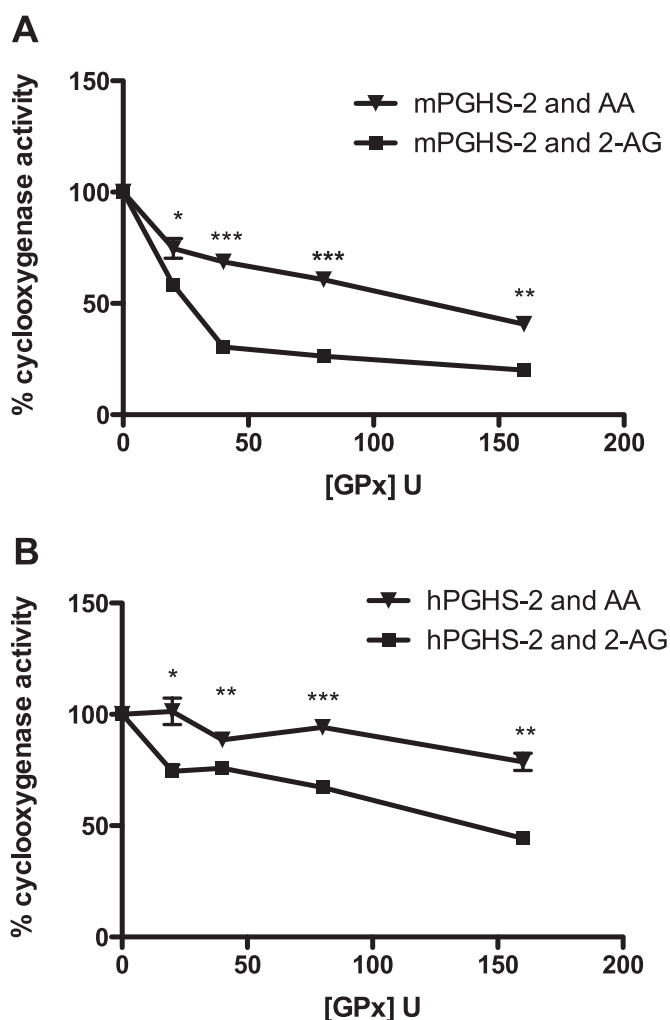 A
% cyclooxygenase activity
150
100
50
0
mPGHS-2 and AA
mPGHS-2 and 2-AG
*
***
***
**
0 50 100 150 200
[GPx] U
B
% cyclooxygenase activity
150
100
50
0
hPGHS-2 and AA
hPGHS-2 and 2-AG
*
**
***
**
0 50 100 150 200
[GPx] U